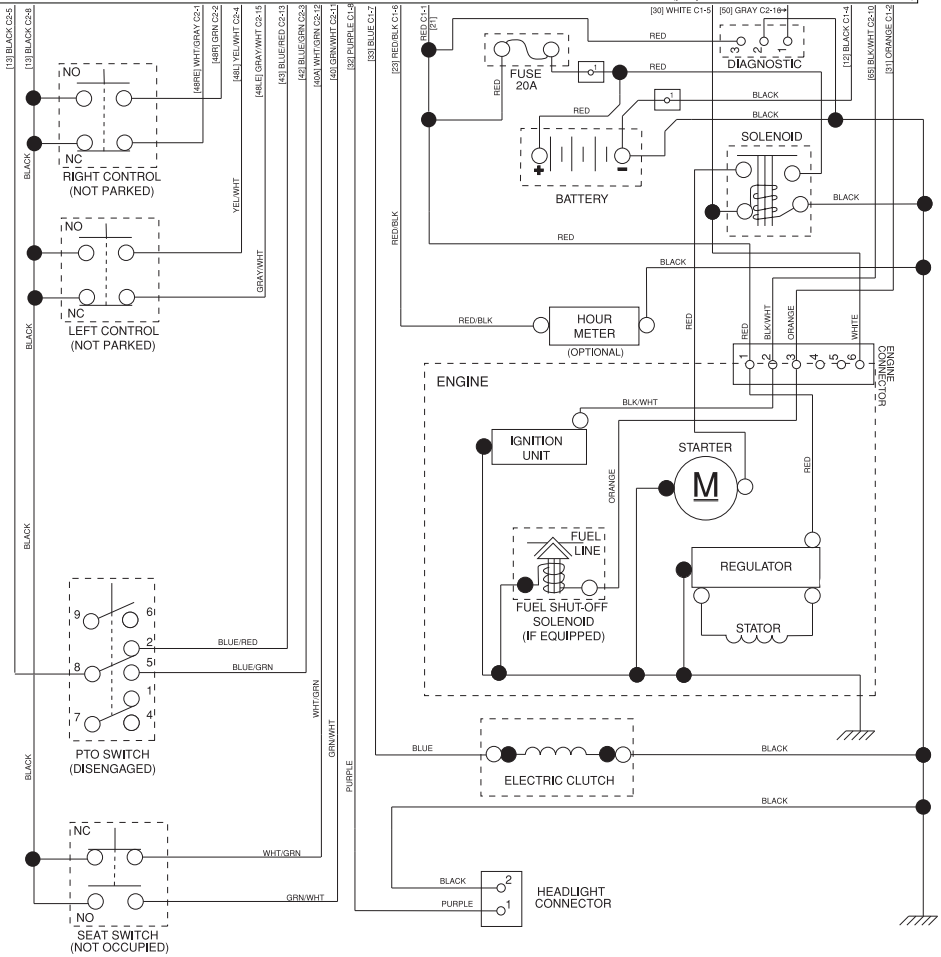 [13] BLACK C2-5
[13] BLACK C2-8
[48RE] WHT/GRAY C2-1
[48R] GRN C2-2
[48L] YEL/WHT C2-4
[48LE] GRAY/WHT C2-15
[43] BLUE/RED C2-13
[42] BLUE/GRN C2-3
[40A] WHT/GRN C2-12
[40] GRN/WHT C2-11
[32] PURPLE C1-8
[33] BLUE C1-7
[23] RED/BLK C1-6
RED C1-1
[21]
[30] WHITE C1-5
[50] GRAY C2-16
[12] BLACK C1-4
[65] BLK/WHT C2-10
[31] ORANGE C1-2
NO
NC
BLACK
RIGHT CONTROL
(NOT PARKED)
YEL/WHT
NO
NC
GRAY/WHT
LEFT CONTROL
(NOT PARKED)
BLACK
BLACK
9
6
2
8
5
1
7
4
BLUE/RED
BLUE/GRN
PTO SWITCH
(DISENGAGED)
BLACK
WHT/GRN
GRN/WHT
PURPLE
NC
WHT/GRN
GRN/WHT
NO
SEAT SWITCH
(NOT OCCUPIED)
RED
3
2
1
DIAGNOSTIC
FUSE
20A
1
RED
RED
RED
1
BLACK
BLACK
+
-
BATTERY
SOLENOID
BLACK
RED/BLK
RED
BLACK
RED/BLK
HOUR
METER
(OPTIONAL)
RED
RED
BLK/WHT
ORANGE
WHITE
1
2
3
4
5
6
ENGINE
CONNECTOR
ENGINE
BLK/WHT
IGNITION
UNIT
ORANGE
STARTER
M
RED
FUEL
LINE
FUEL SHUT-OFF
SOLENOID
(IF EQUIPPED)
REGULATOR
STATOR
BLUE
ELECTRIC CLUTCH
BLACK
BLACK
BLACK
2
PURPLE
1
HEADLIGHT
CONNECTOR